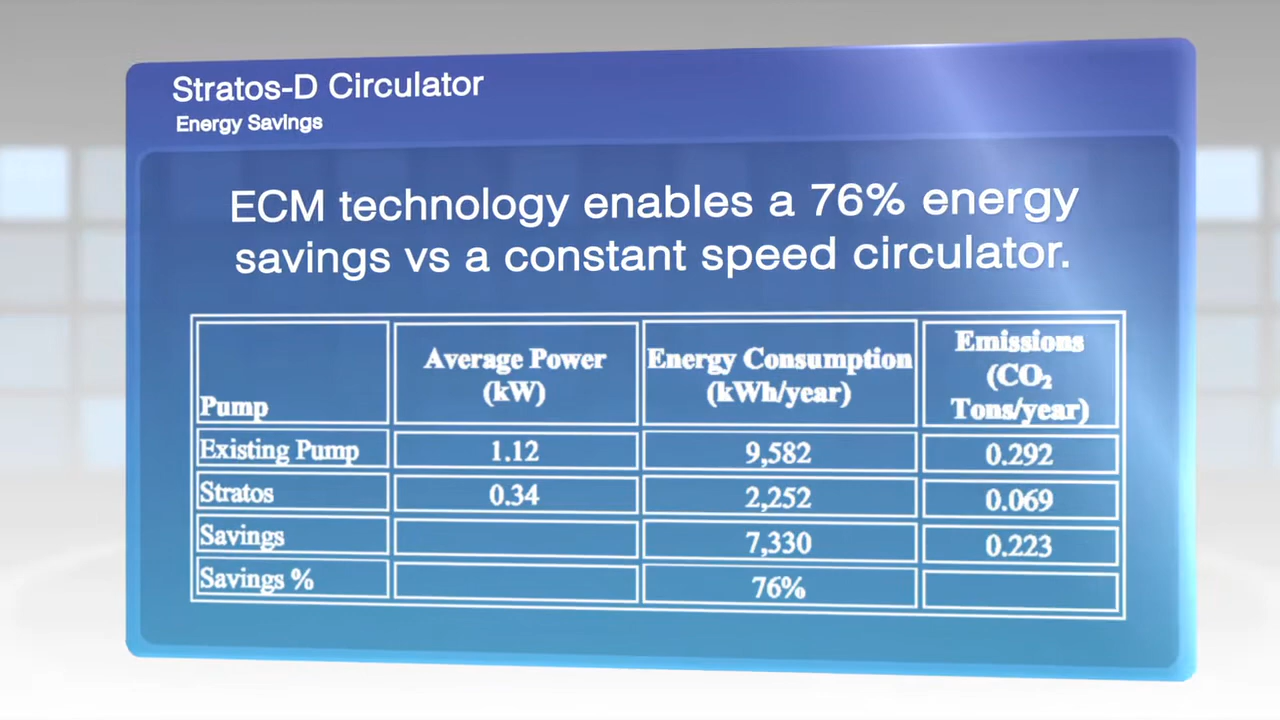 Stratos-D Circulator
Energy Savings
ECM technology enables a 76% energy
savings vs a constant speed circulator.
Pump Average Power (kW) Energy Consumption (kWh/year) Emissions (CO₂ Tons/year)
Existing Pump 1.12 9,582 0.292
Stratos 0.34 2,252 0.069
Savings 7,330 0.223
Savings % 76%